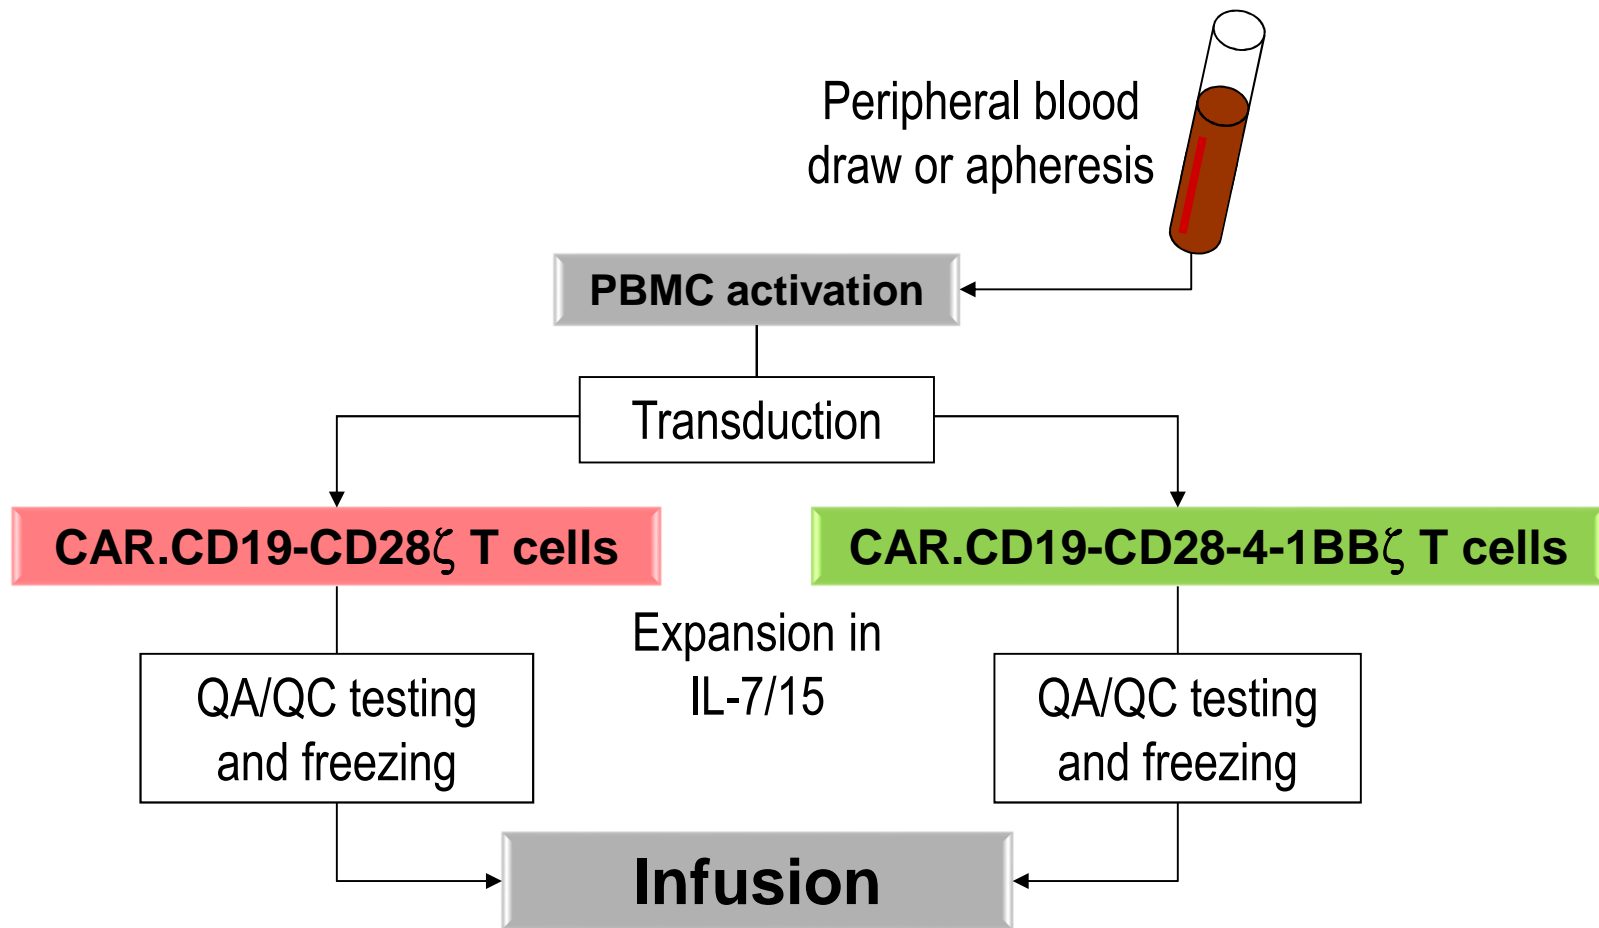 Peripheral blood
draw or apheresis
PBMC activation
Transduction
CAR.CD19-CD28ζ T cells
CAR.CD19-CD28-4-1BBζ T cells
Expansion in
IL-7/15
QA/QC testing
and freezing
QA/QC testing
and freezing
Infusion